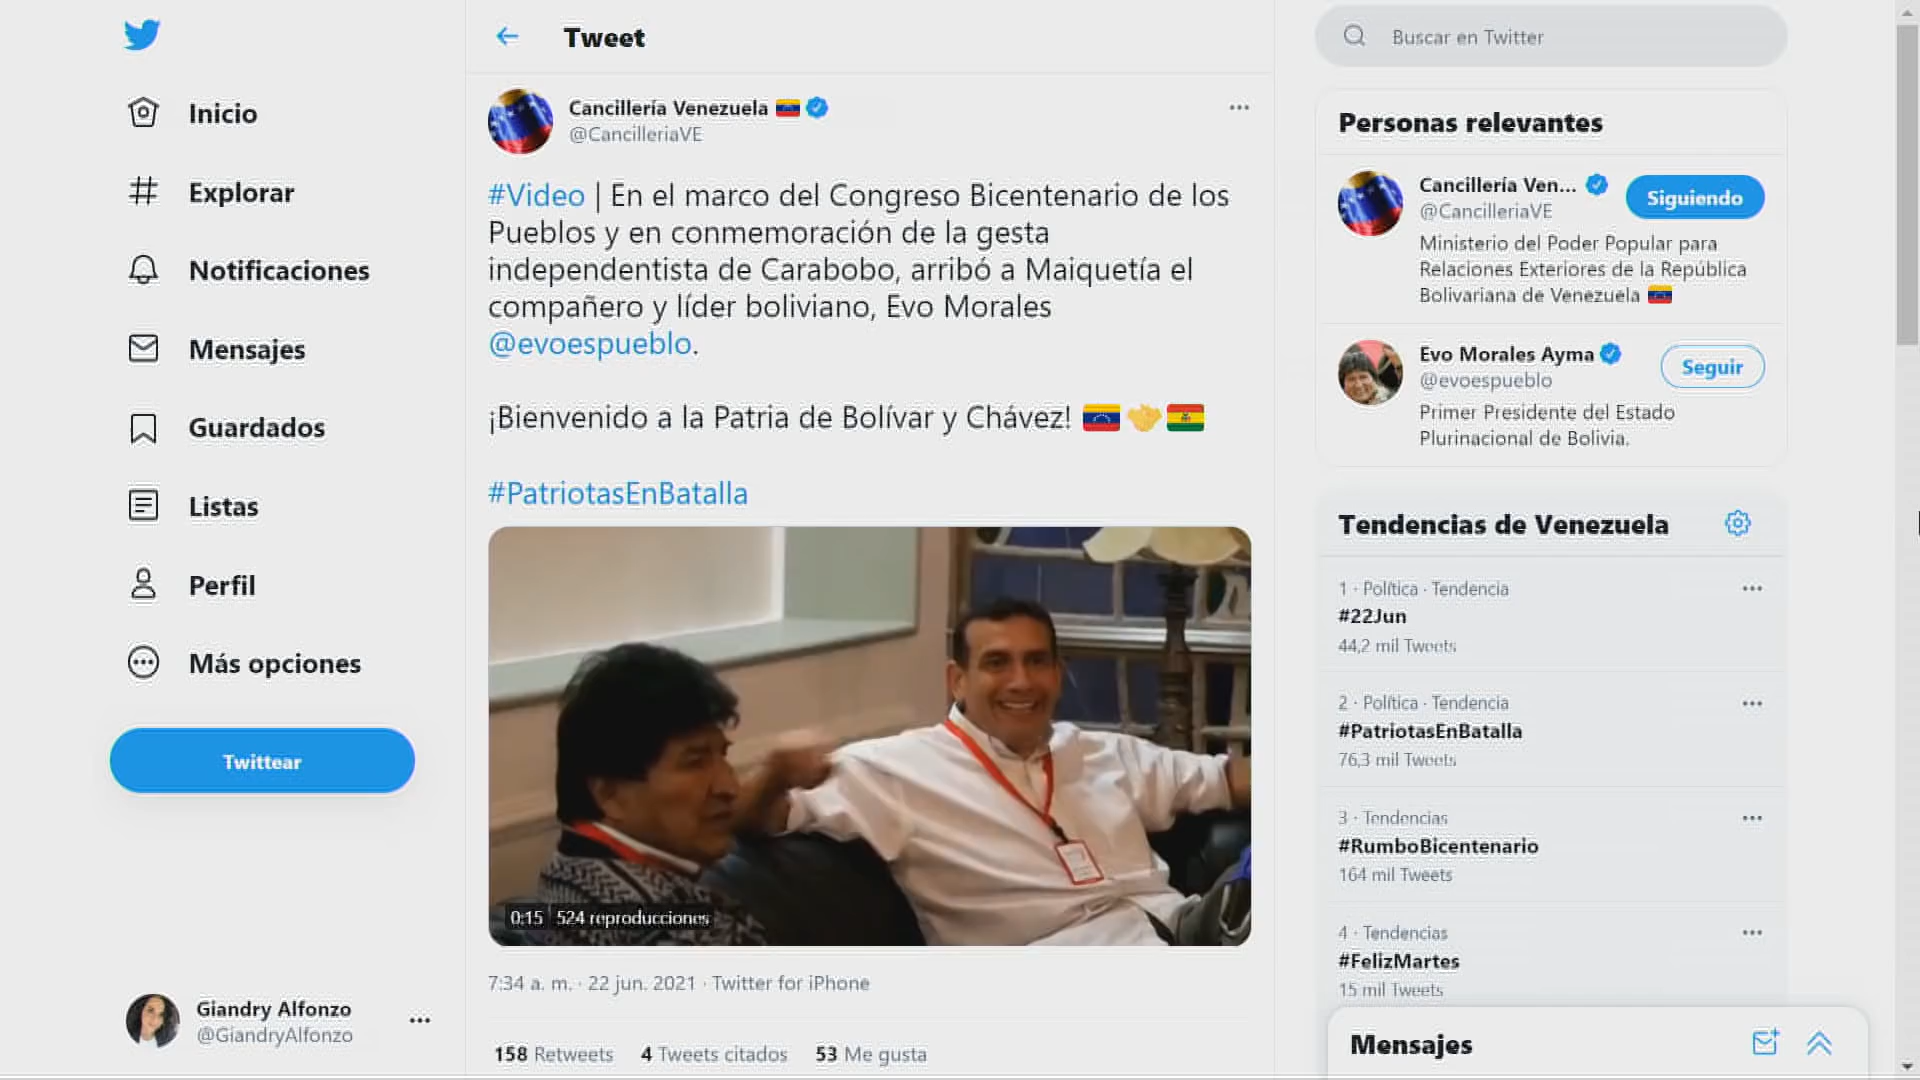 Inicio
Explorar
Notificaciones
Mensajes
Guardados
Listas
Perfil
Más opciones
Twittear
Giandry Alfonzo
@GiandryAlfonzo
Tweet
Cancillería Venezuela
@CancilleriaVE
#Video | En el marco del Congreso Bicentenario de los
Pueblos y en conmemoración de la gesta
independentista de Carabobo, arribó a Maiquetía el
compañero y líder boliviano, Evo Morales
@evoespueblo.
¡Bienvenido a la Patria de Bolívar y Chávez! 🇻🇪🤝🇧🇴
#PatriotasEnBatalla
0:15 524 reproducciones
7:34 a. m. · 22 jun. 2021 · Twitter for iPhone
158 Retweets 4 Tweets citados 53 Me gusta
Buscar en Twitter
Personas relevantes
Cancillería Ven...
@CancilleriaVE
Siguiendo
Ministerio del Poder Popular para
Relaciones Exteriores de la República
Bolivariana de Venezuela 🇻🇪
Evo Morales Ayma
@evoespueblo
Seguir
Primer Presidente del Estado
Plurinacional de Bolivia.
Tendencias de Venezuela
1 · Política · Tendencia
#22Jun
44,2 mil Tweets
2 · Política · Tendencia
#PatriotasEnBatalla
76,3 mil Tweets
3 · Tendencias
#RumboBicentenario
164 mil Tweets
4 · Tendencias
#FelizMartes
15 mil Tweets
Mensajes